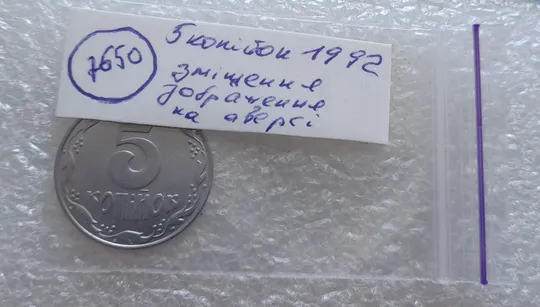 7650
5 копійок 1992
зміщення
зображення
на аверсі
5
КОПІЙОК